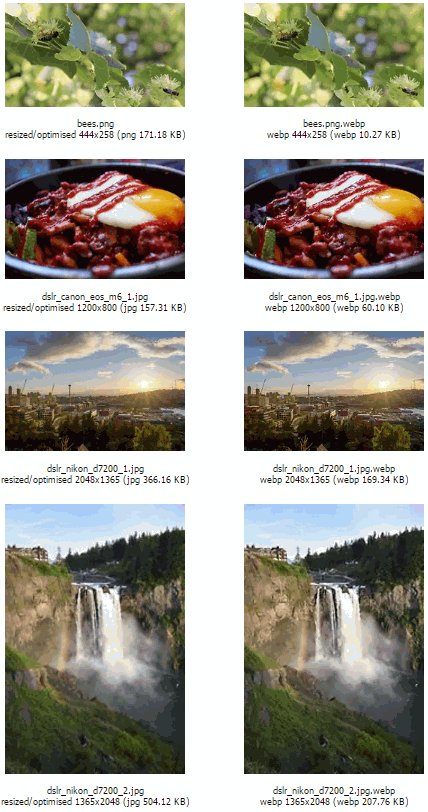 bees.png
resized/optimised 444x258 (png 171.18 KB)
bees.png.webp
webp 444x258 (webp 10.27 KB)
dslr_canon_eos_m6_1.jpg
resized/optimised 1200x800 (jpg 157.31 KB)
dslr_canon_eos_m6_1.jpg.webp
webp 1200x800 (webp 60.10 KB)
dslr_nikon_d7200_1.jpg
resized/optimised 2048x1365 (jpg 366.16 KB)
dslr_nikon_d7200_1.jpg.webp
webp 2048x1365 (webp 169.34 KB)
dslr_nikon_d7200_2.jpg
resized/optimised 1365x2048 (jpg 504.12 KB)
dslr_nikon_d7200_2.jpg.webp
webp 1365x2048 (webp 207.76 KB)